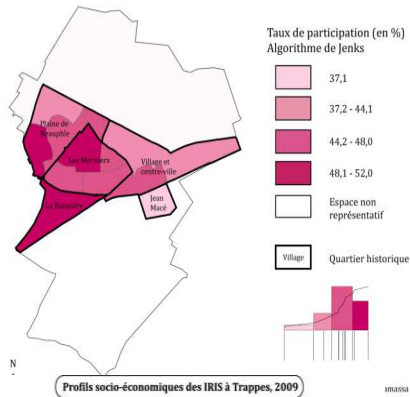 Taux de participation (en %)
Algorithme de Jenks
37,1
37,2 - 44,1
44,2 - 48,0
48,1 - 52,0
Espace non
représentatif
Village
Quartier historique
Plaine de
Neauphle
Les Merisiers
Village et
centre-ville
Jean
Macé
La Boissière
N
Profils socio-économiques des IRIS à Trappes, 2009